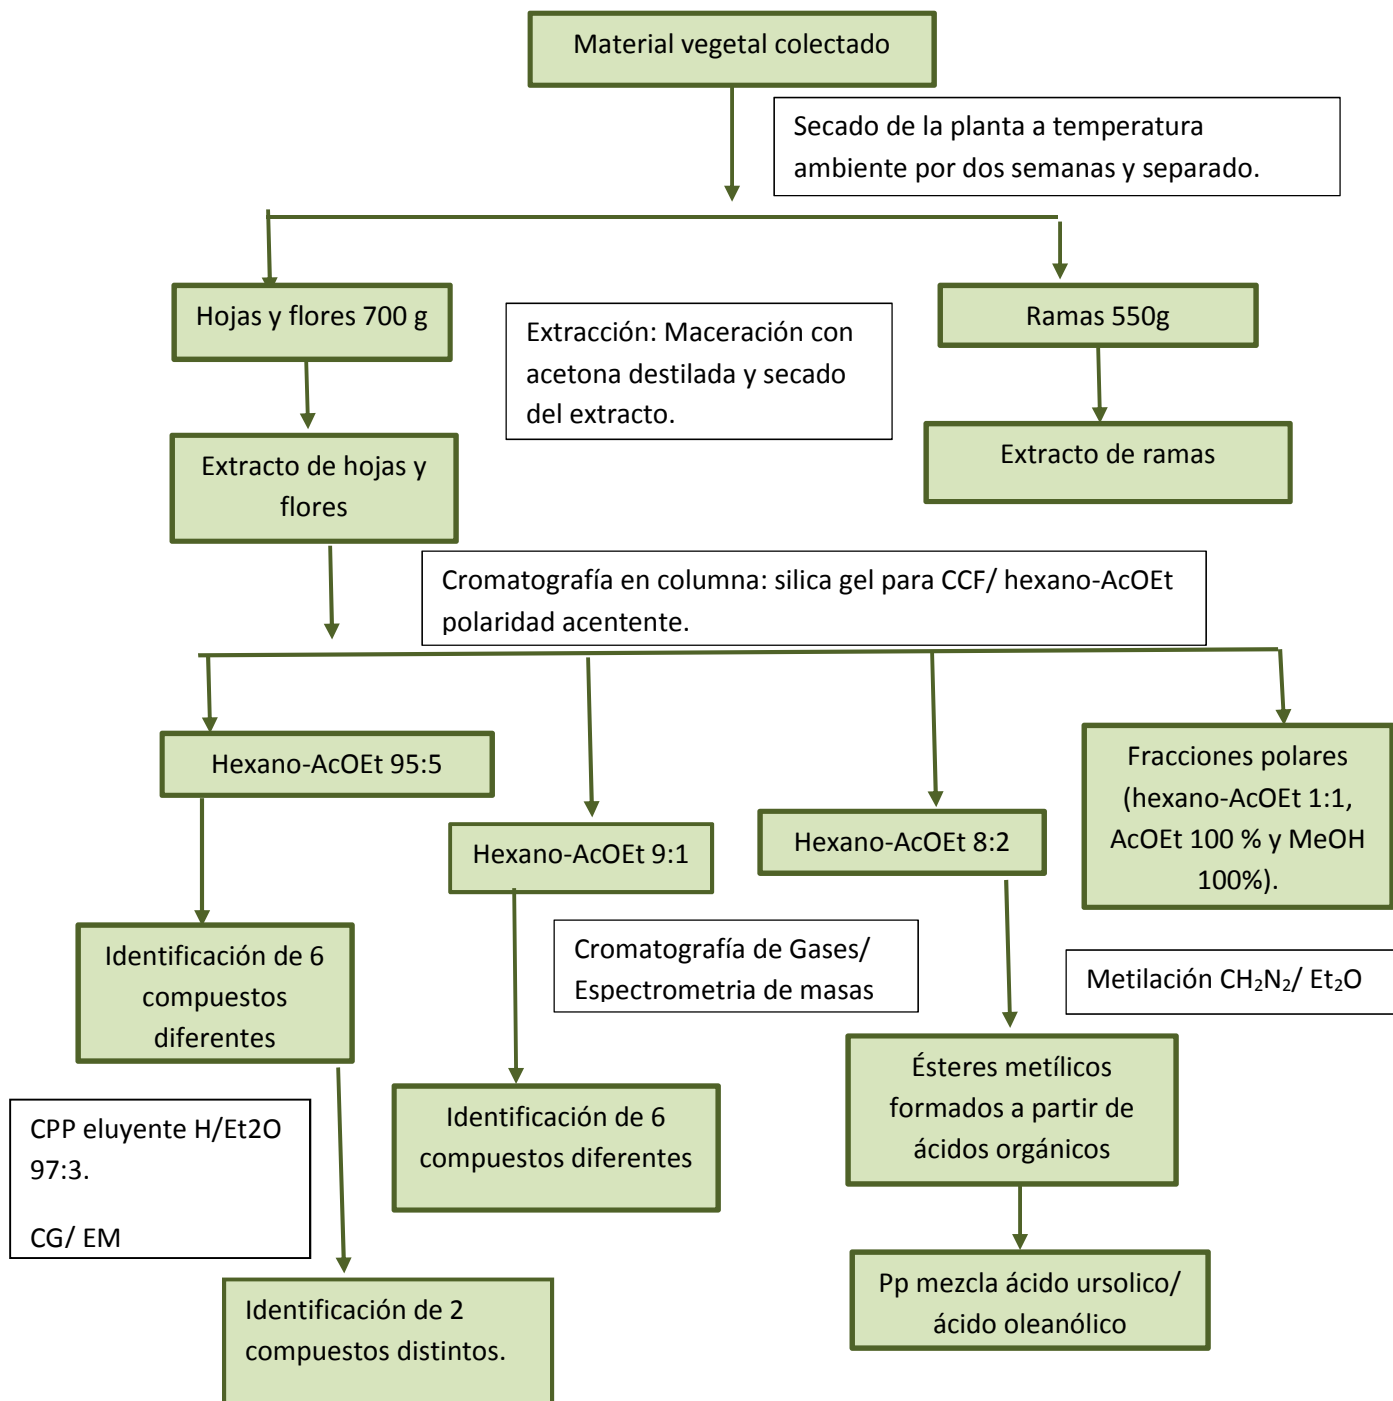 Material vegetal colectado
Secado de la planta a temperatura
ambiente por dos semanas y separado.
Hojas y flores 700 g
Extracción: Maceración con
acetona destilada y secado
del extracto.
Ramas 550g
Extracto de hojas y
flores
Extracto de ramas
Cromatografía en columna: silica gel para CCF/ hexano-AcOEt
polaridad acentente.
Hexano-AcOEt 95:5
Hexano-AcOEt 9:1
Hexano-AcOEt 8:2
Fracciones polares
(hexano-AcOEt 1:1,
AcOEt 100 % y MeOH
100%).
Identificación de 6
compuestos
diferentes
Cromatografía de Gases/
Espectrometria de masas
Metilación CH₂N₂/ Et₂O
CPP eluyente H/Et2O
97:3.
CG/ EM
Identificación de 6
compuestos diferentes
Ésteres metílicos
formados a partir de
ácidos orgánicos
Identificación de 2
compuestos distintos.
Pp mezcla ácido ursolico/
ácido oleanólico